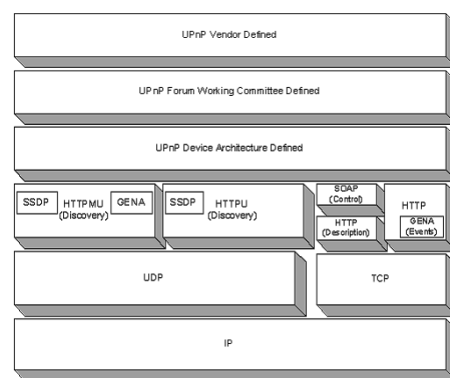 UPnP Vendor Defined
UPnP Forum Working Committee Defined
UPnP Device Architecture Defined
SSDP
HTTPMU
(Discovery)
GENA
SSDP
HTTPU
(Discovery)
SOAP
(Control)
HTTP
(Description)
HTTP
GENA
(Events)
UDP
TCP
IP